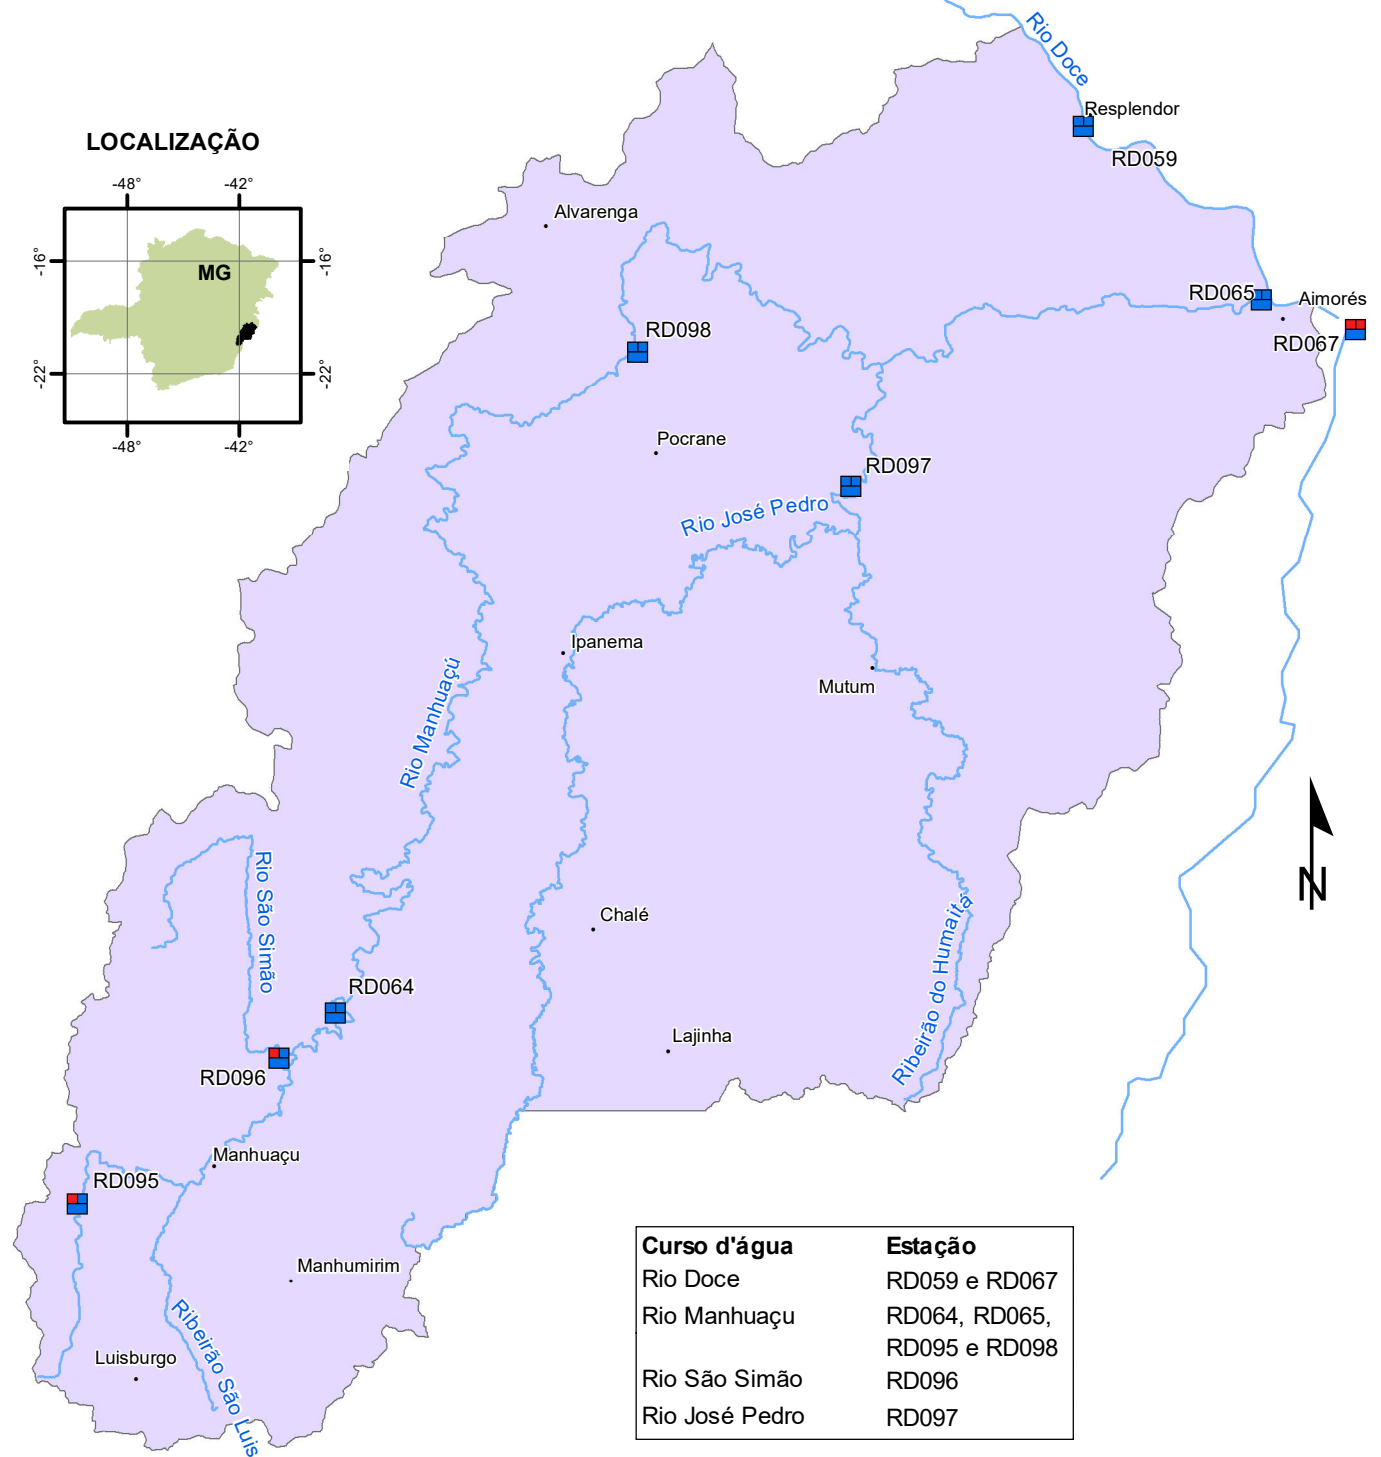 Rio Doce
Resplendor
RD059
LOCALIZAÇÃO
-48°
-42°
-16°
-16°
MG
-22°
-22°
-48°
-42°
Alvarenga
RD065
Aimorés
RD067
RD098
Pocrane
RD097
Rio José Pedro
Ipanema
Mutum
Rio Manhuaçú
Rio São Simão
Chalé
N
Ribeirão do Humaitá
RD064
Lajinha
RD096
Manhuaçu
RD095
Manhumirim
Ribeirão São Luis
Luisburgo
Curso d'água Estação
Rio Doce RD059 e RD067
Rio Manhuaçu RD064, RD065,
RD095 e RD098
Rio São Simão RD096
Rio José Pedro RD097